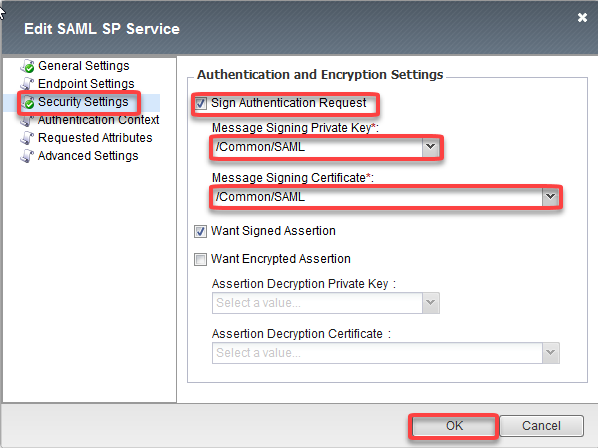 Edit SAML SP Service
General Settings
Endpoint Settings
Security Settings
Authentication Context
Requested Attributes
Advanced Settings
Authentication and Encryption Settings
Sign Authentication Request
Message Signing Private Key*:
/Common/SAML
Message Signing Certificate*:
/Common/SAML
Want Signed Assertion
Want Encrypted Assertion
Assertion Decryption Private Key :
Select a value...
Assertion Decryption Certificate :
Select a value...
OK Cancel